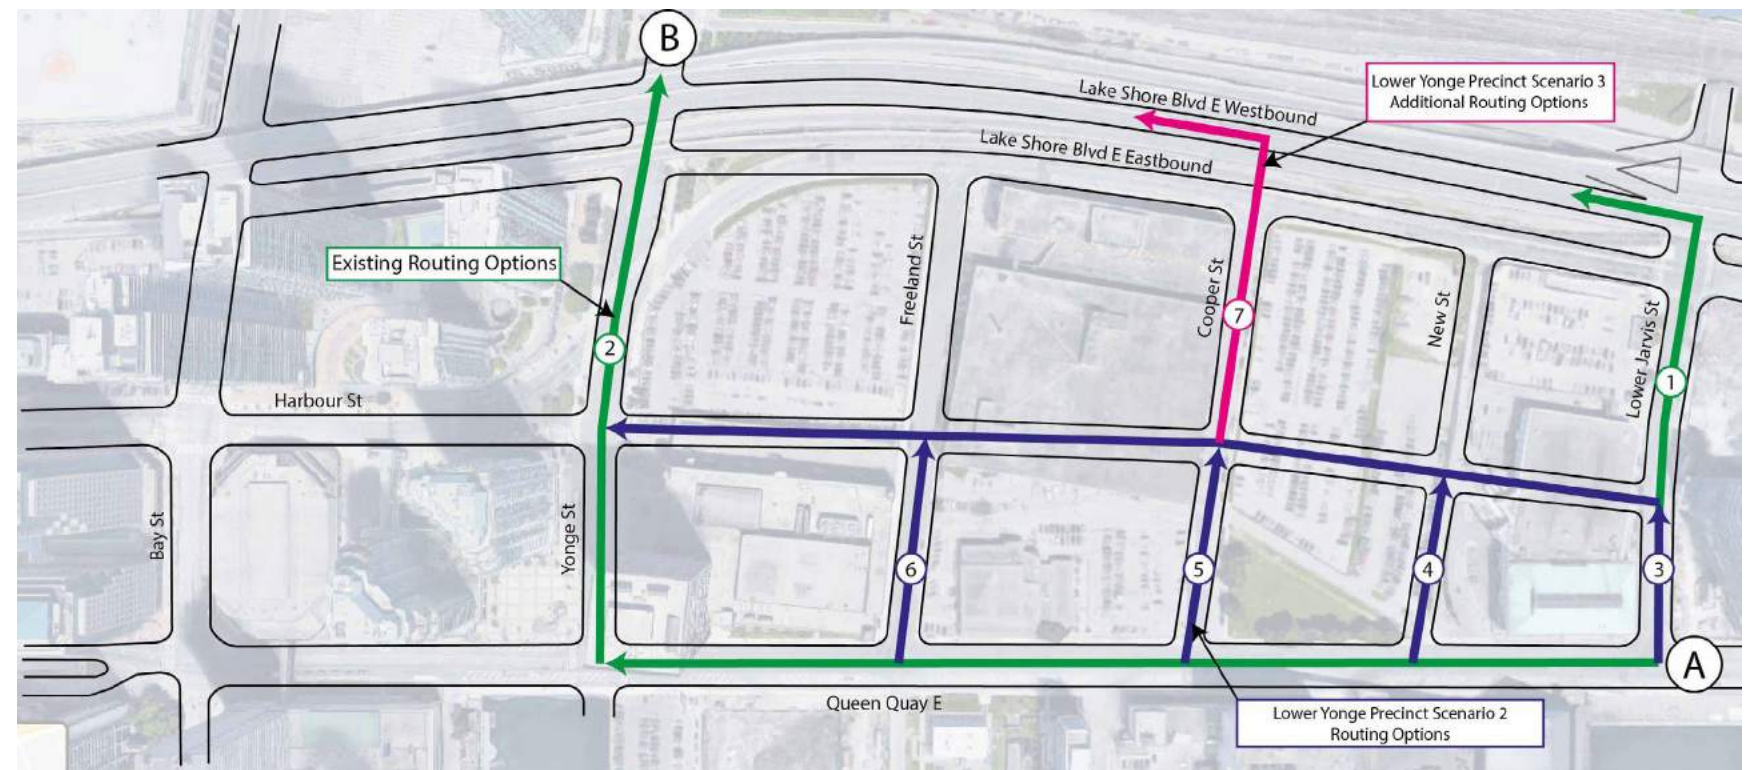 B
Lower Yonge Precinct Scenario 3
Additional Routing Options
Lake Shore Blvd E Westbound
Lake Shore Blvd E Eastbound
Existing Routing Options
Freeland St
Cooper St
New St
Lower Jarvis St
7
2
1
Harbour St
Bay St
Yonge St
6
5
4
3
A
Queen Quay E
Lower Yonge Precinct Scenario 2
Routing Options